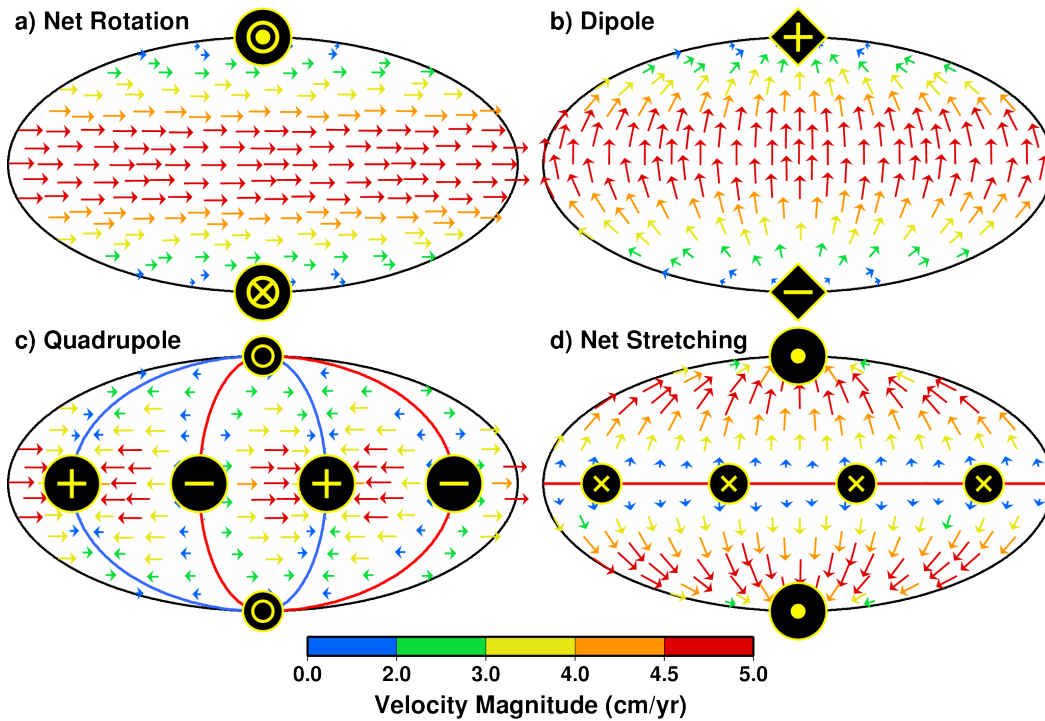 a) Net Rotation
b) Dipole
+
−
c) Quadrupole
d) Net Stretching
+
−
+
−
×
×
×
×
0.0 2.0 3.0 4.0 4.5 5.0
Velocity Magnitude (cm/yr)